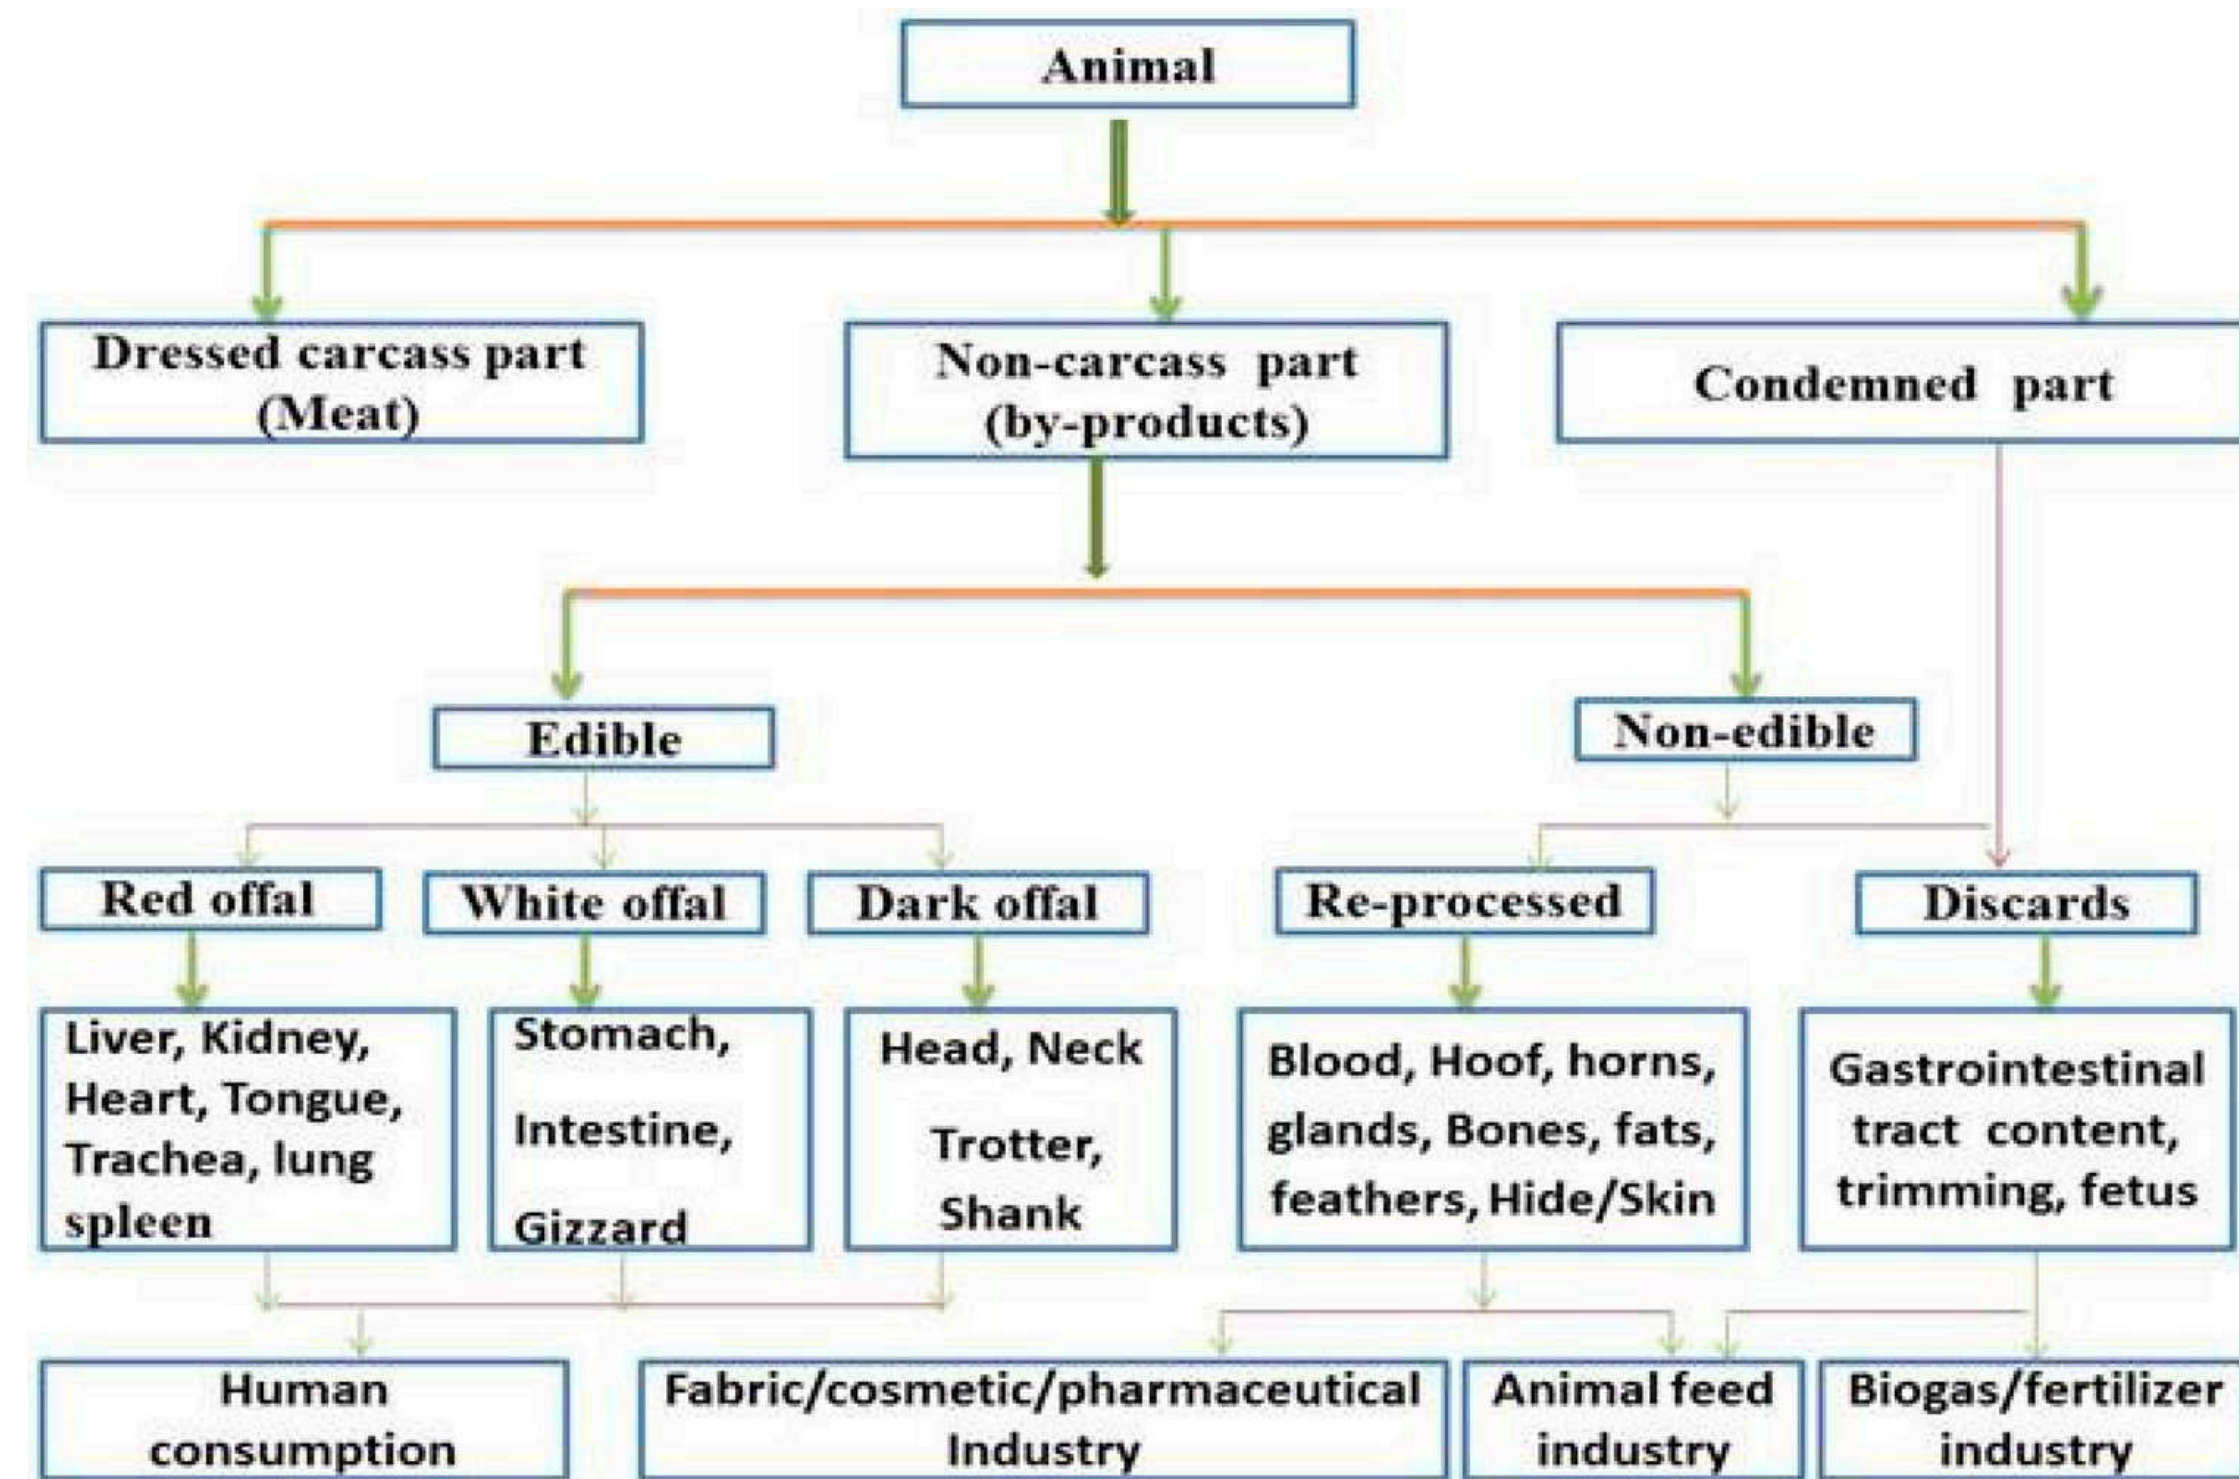 Animal
Dressed carcass part
(Meat)
Non-carcass part
(by-products)
Condemned part
Edible
Non-edible
Red offal
White offal
Dark offal
Re-processed
Discards
Liver, Kidney,
Heart, Tongue,
Trachea, lung
spleen
Stomach,
Intestine,
Gizzard
Head, Neck
Trotter,
Shank
Blood, Hoof, horns,
glands, Bones, fats,
feathers, Hide/Skin
Gastrointestinal
tract content,
trimming, fetus
Human
consumption
Fabric/cosmetic/pharmaceutical
Industry
Animal feed
industry
Biogas/fertilizer
industry